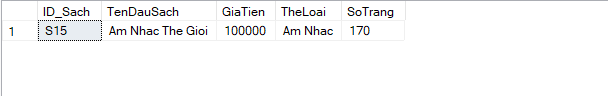 ID_Sach TenDauSach GiaTien TheLoai SoTrang
1 S15 Am Nhac The Gioi 100000 Am Nhac 170